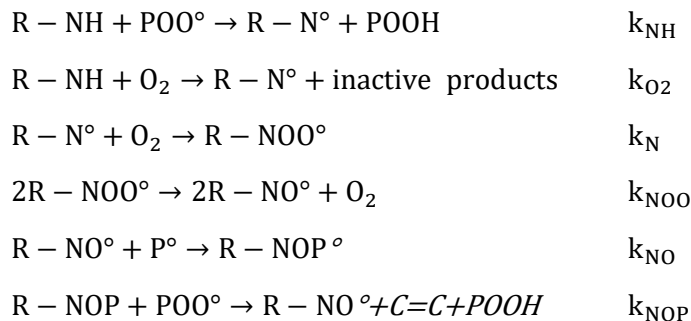 R − NH + POO° → R − N° + POOH k_NH
R − NH + O₂ → R − N° + inactive products k_O2
R − N° + O₂ → R − NOO° k_N
2R − NOO° → 2R − NO° + O₂ k_NOO
R − NO° + P° → R − NOP° k_NO
R − NOP + POO° → R − NO°+C=C+POOH k_NOP